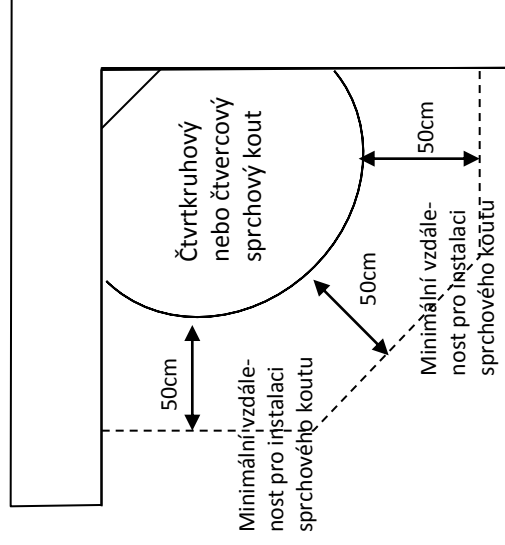 Čtvrtkruhový
nebo čtvercový
sprchový kout
50cm
Minimální vzdále-
nost pro instalaci
sprchového koutu
50cm
50cm
Minimální vzdále-
nost pro instalaci
sprchového koutu